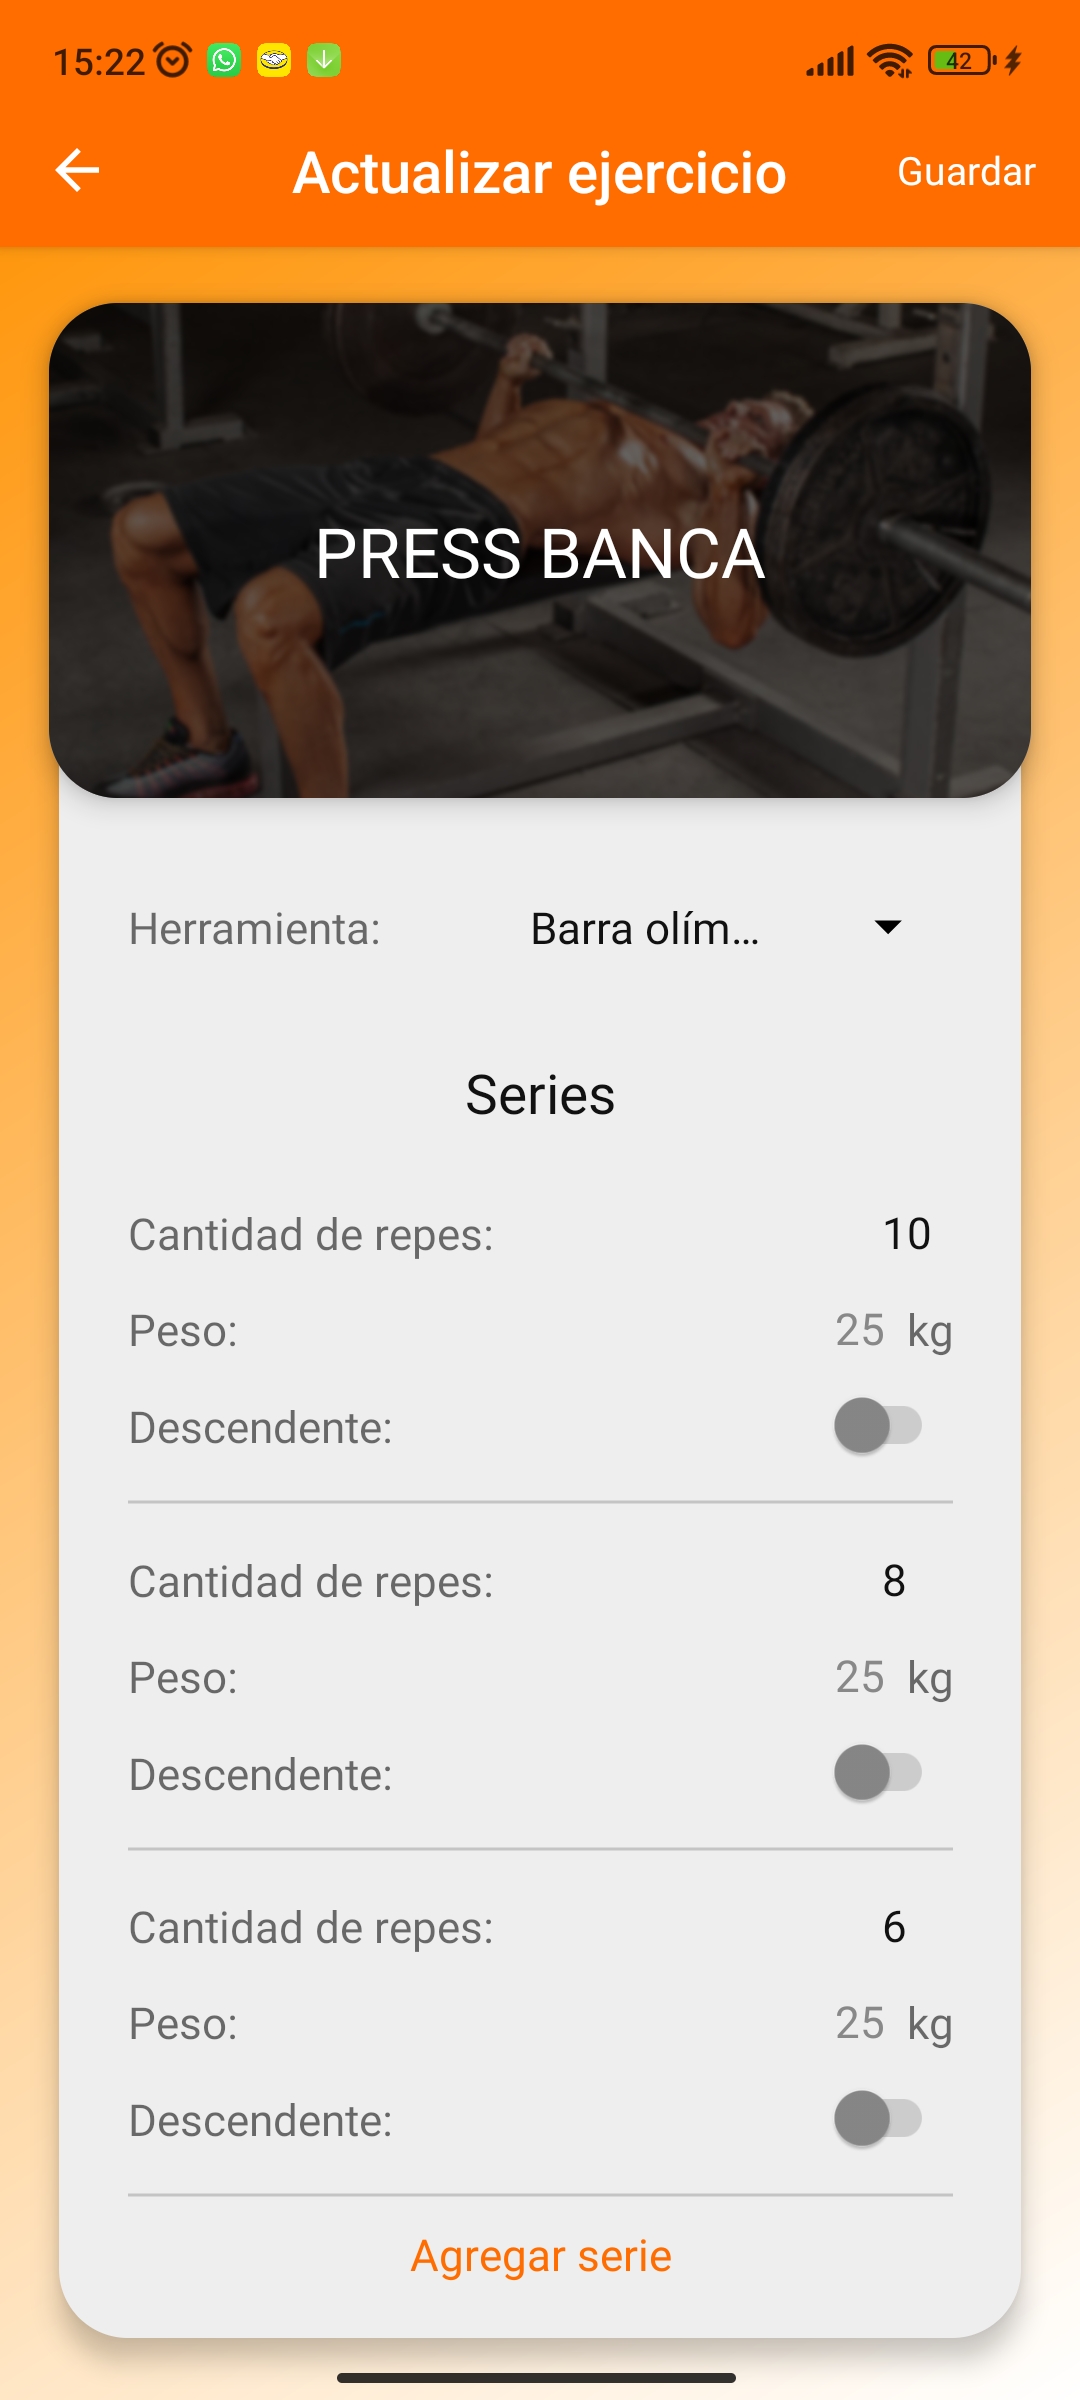 15:22
42
Actualizar ejercicio
Guardar
PRESS BANCA
Herramienta: Barra olím...
Series
Cantidad de repes: 10
Peso: 25 kg
Descendente:
Cantidad de repes: 8
Peso: 25 kg
Descendente:
Cantidad de repes: 6
Peso: 25 kg
Descendente:
Agregar serie